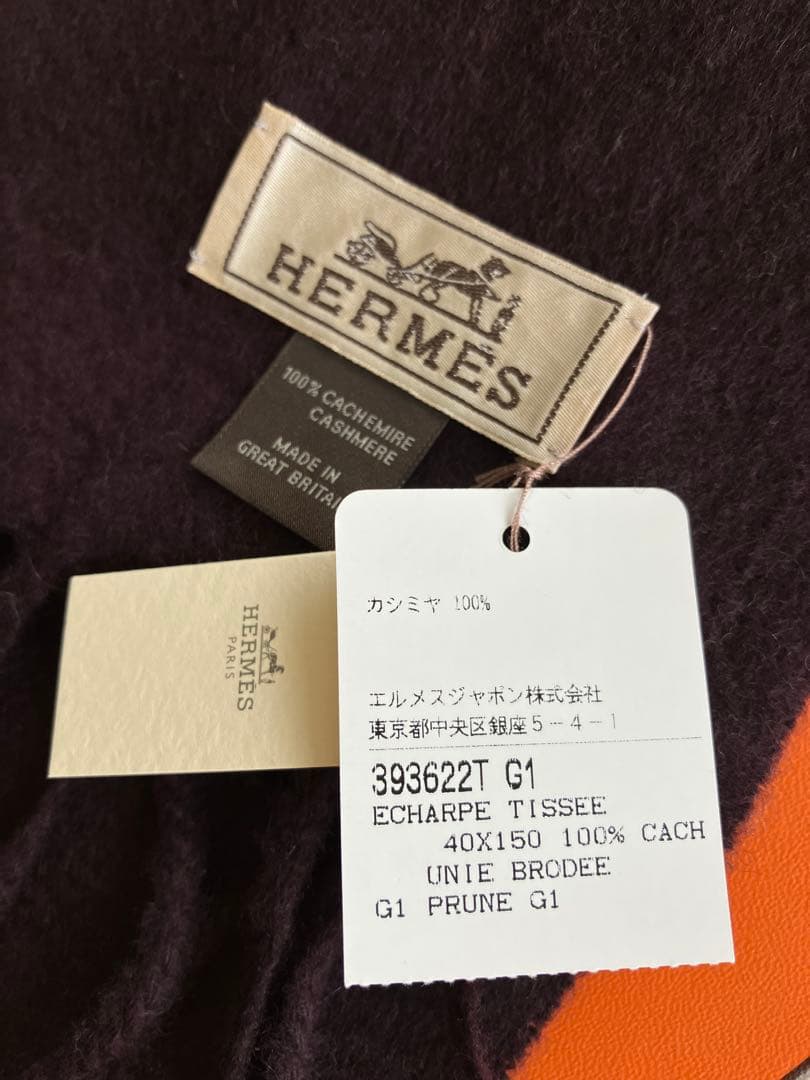 HERMÈS
100% CACHEMIRE
CASHMERE
MADE IN
GREAT BRITAI
HERMÈS
PARIS
カシミヤ 100%
エルメスジャポン株式会社
東京都中央区銀座5-4-1
393622T G1
ECHARPE TISSEE
40X150 100% CACH
UNIE BRODEE
G1 PRUNE G1